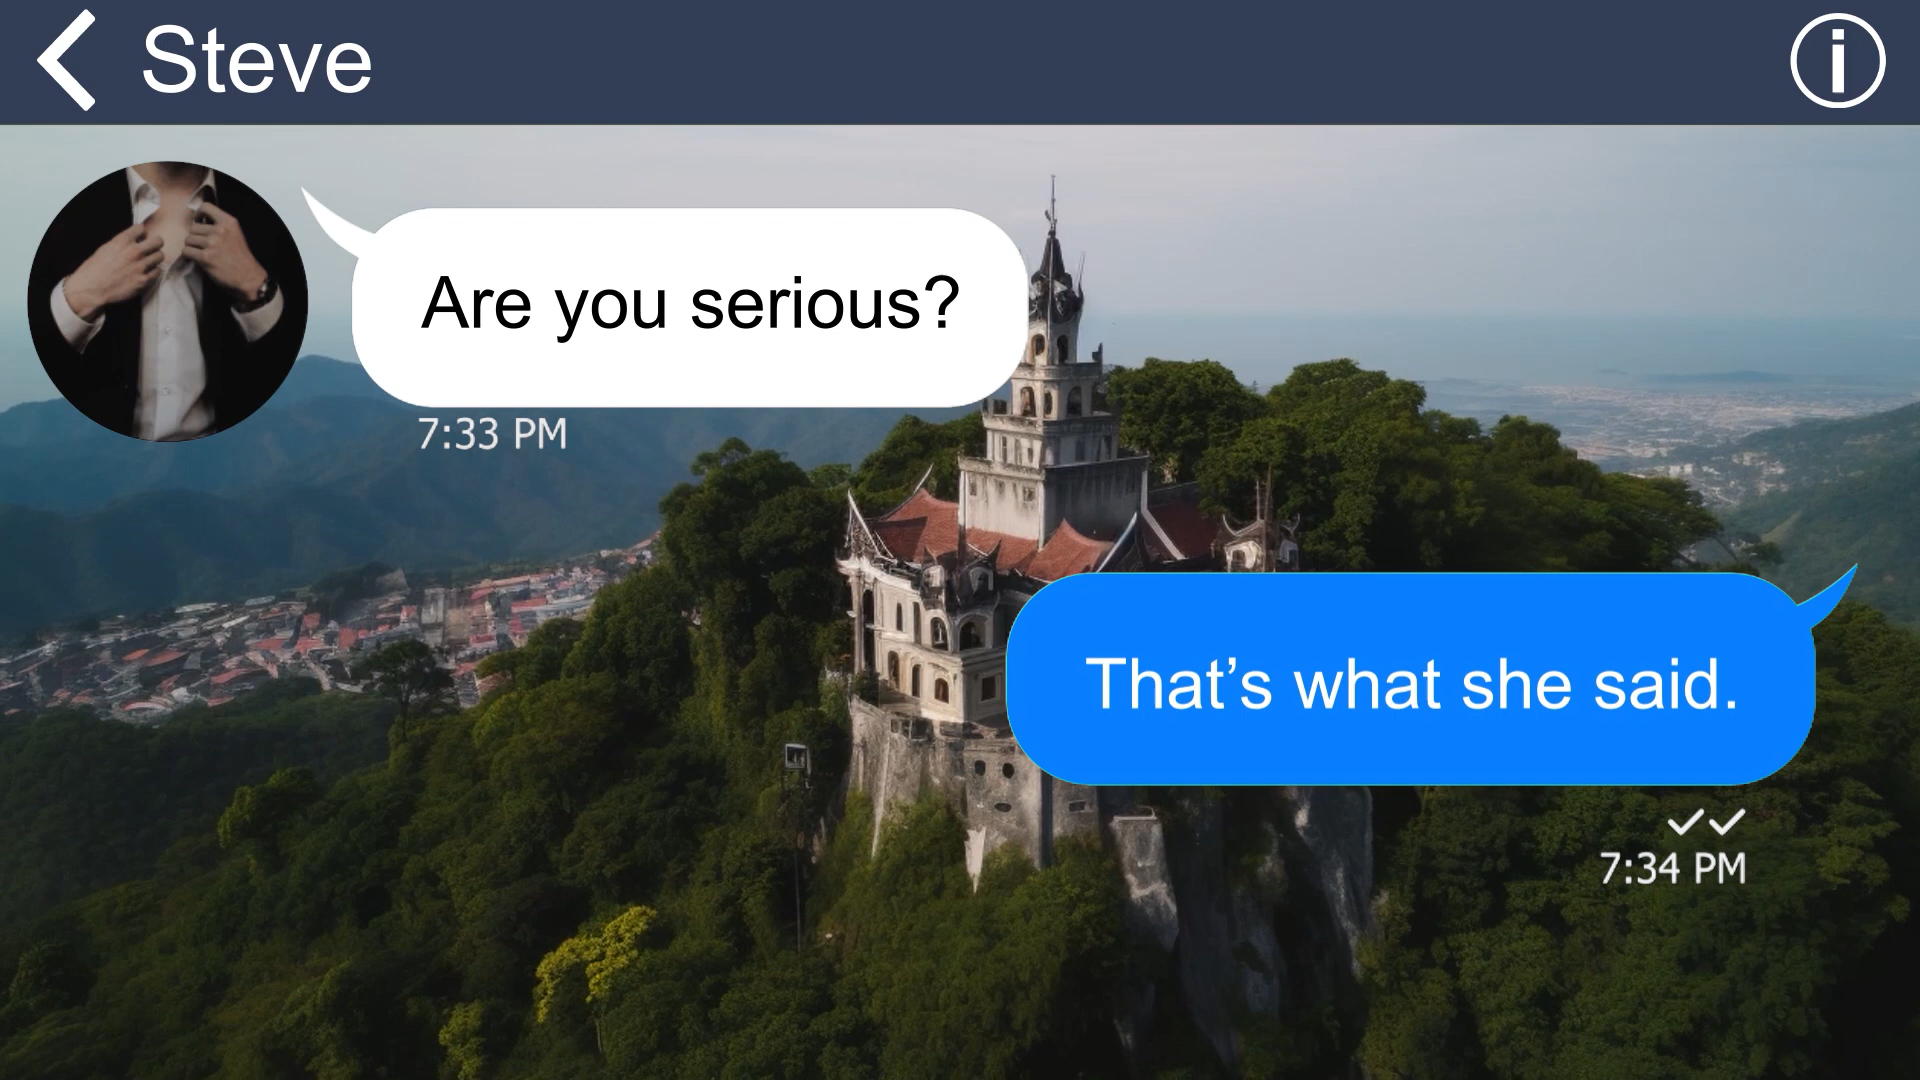 Steve
Are you serious?
7:33 PM
That’s what she said.
7:34 PM